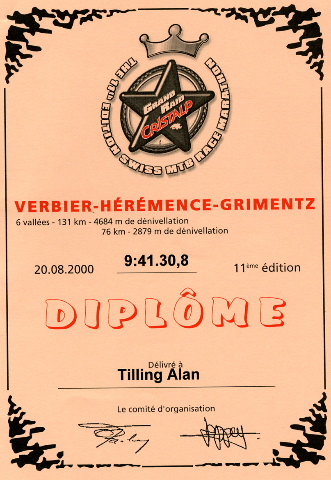 THE 11th EDITION SWISS MTB RACE MARATHON
GRAND RAID
CRISTALP
VERBIER-HÉRÉMENCE-GRIMENTZ
6 vallées - 131 km - 4684 m de dénivellation
76 km - 2879 m de dénivellation
20.08.2000
9:41.30,8
11ème édition
DIPLÔME
Délivré à
Tilling Alan
Le comité d'organisation